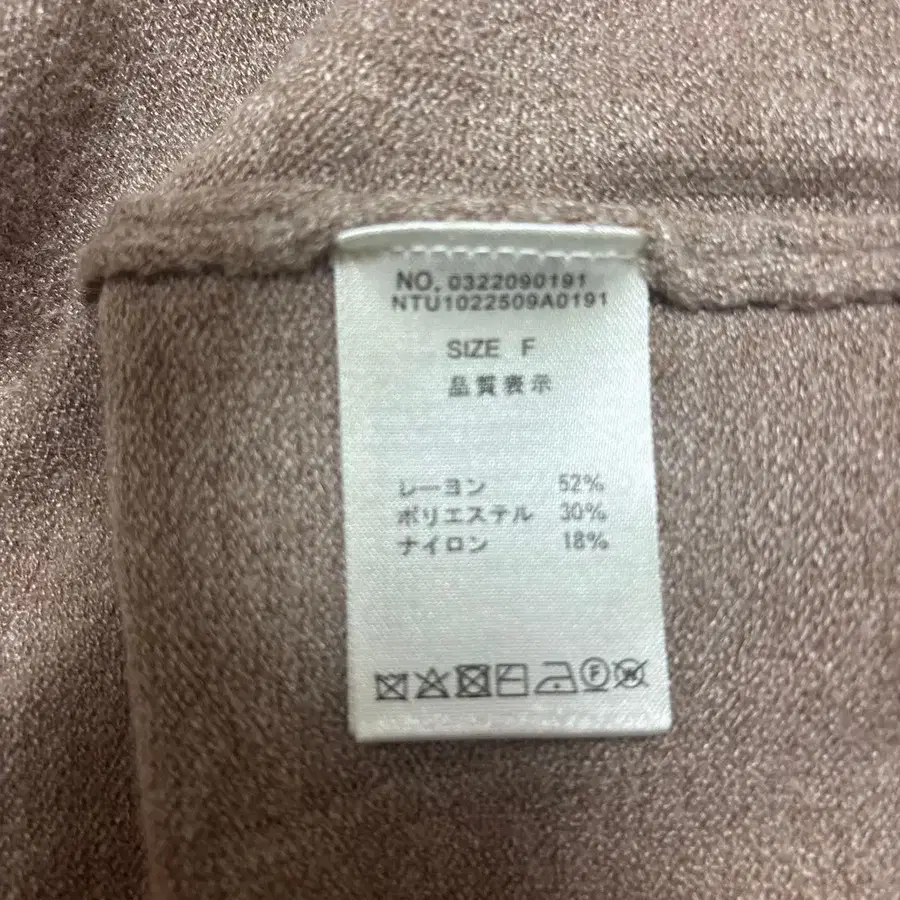 NO. 0322090191
NTU1022509A0191
SIZE F
品質表示
レーヨン 52%
ポリエステル 30%
ナイロン 18%
F
W